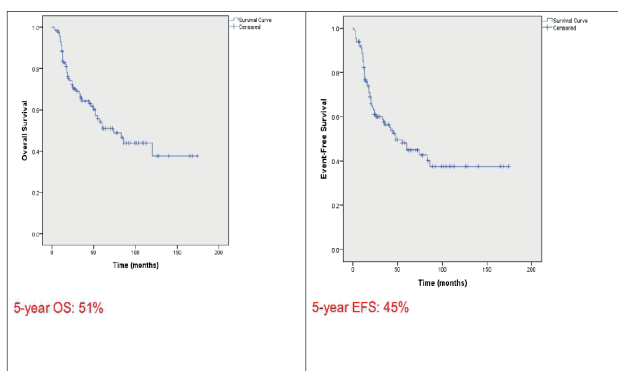 Survival Curve
Censored
1.0
0.8
0.6
0.4
0.2
0.0
Overall Survival
0
50
100
150
200
Time (months)
5-year OS: 51%
Survival Curve
Censored
1.0
0.8
0.6
0.4
0.2
0.0
Event-Free Survival
0
50
100
150
200
Time (months)
5-year EFS: 45%